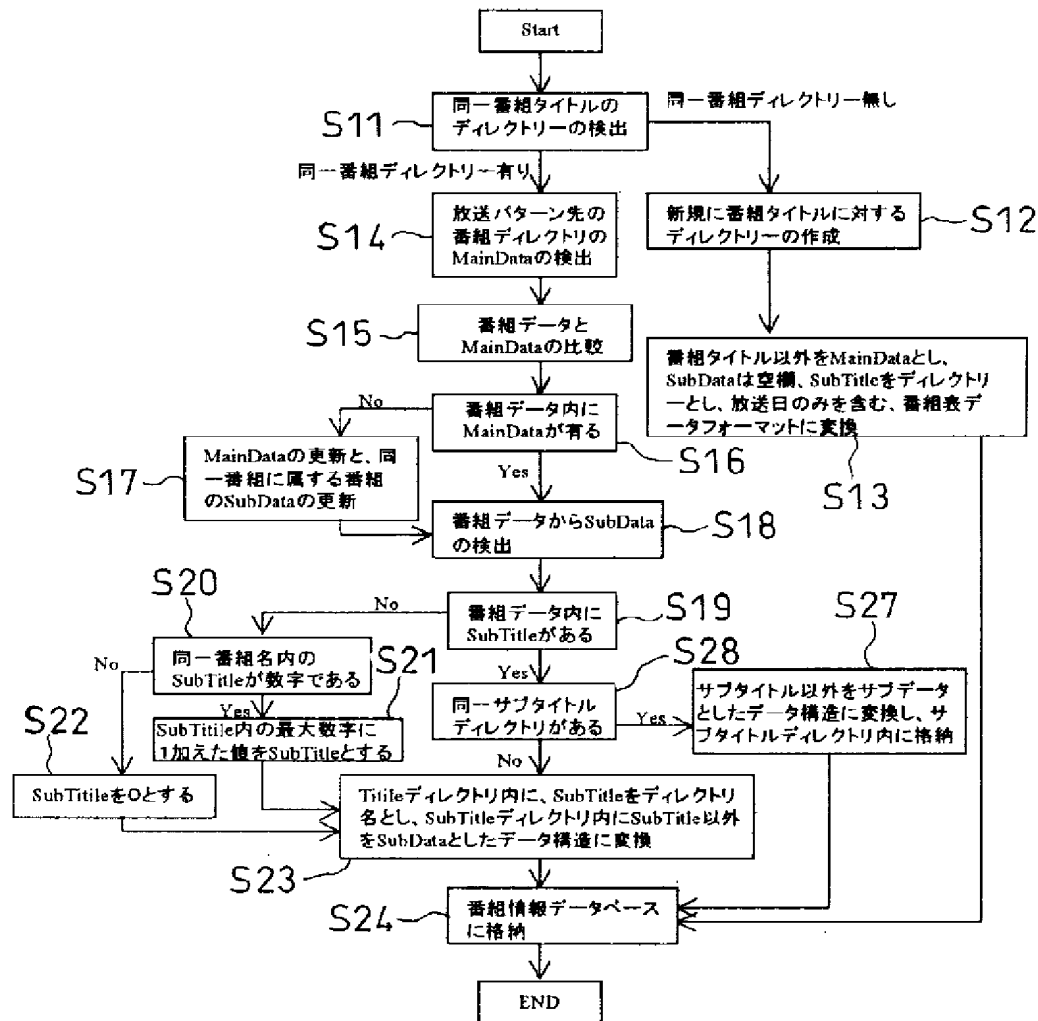 Start
S11
同一番組タイトルの
ディレクトリーの検出
同一番組ディレクトリー無し
同一番組ディレクトリー有り
S14
放送パターン先の
番組ディレクトリの
MainDataの検出
新規に番組タイトルに対する
ディレクトリーの作成
S12
S15
番組データと
MainDataの比較
番組タイトル以外をMainDataとし、
SubDataは空欄、SubTitleをディレクトリ
ーとし、放送日のみを含む、番組表デ
ータフォーマットに変換
S13
No
番組データ内に
MainDataが有る
S16
Yes
S17
MainDataの更新と、同
一番組に属する番組
のSubDataの更新
番組データからSubData
の検出
S18
S20
No
番組データ内に
SubTitleがある
S19
S27
No
同一番組名内の
SubTitleが数字である
S21
Yes
S28
同一サブタイトル
ディレクトリがある
Yes
サブタイトル以外をサブデータ
としたデータ構造に変換し、サ
ブタイトルディレクトリ内に格納
Yes
SubTitile内の最大数字に
1加えた値をSubTitleとする
S22
No
SubTitileを0とする
Titileディレクトリ内に、SubTitleをディレクトリ
名とし、SubTitleディレクトリ内にSubTitle以外
をSubDataとしたデータ構造に変換
S23
S24
番組情報データベース
に格納
END